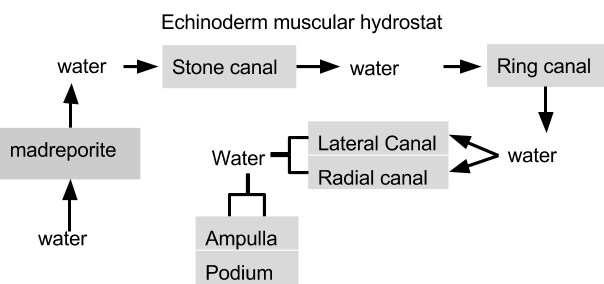 Echinoderm muscular hydrostat
water
Stone canal
water
Ring canal
madreporite
Water
Lateral Canal
Radial canal
water
water
Ampulla
Podium